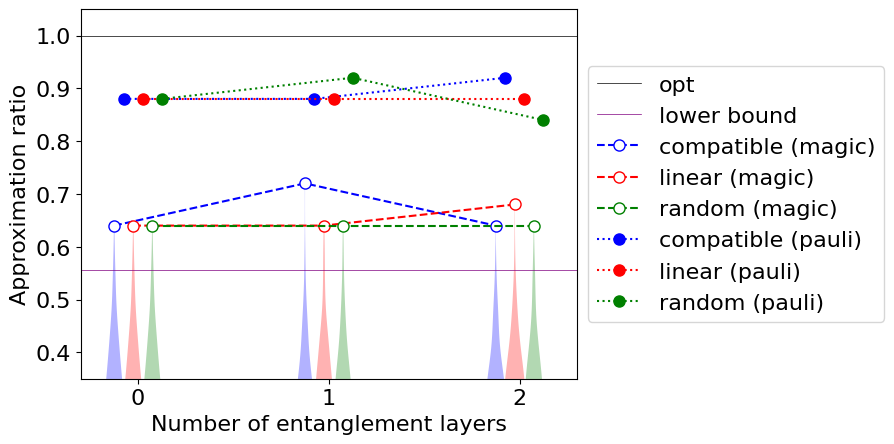 1.0
0.9
0.8
0.7
0.6
0.5
0.4
Approximation ratio
0 1 2
Number of entanglement layers
opt
lower bound
compatible (magic)
linear (magic)
random (magic)
compatible (pauli)
linear (pauli)
random (pauli)